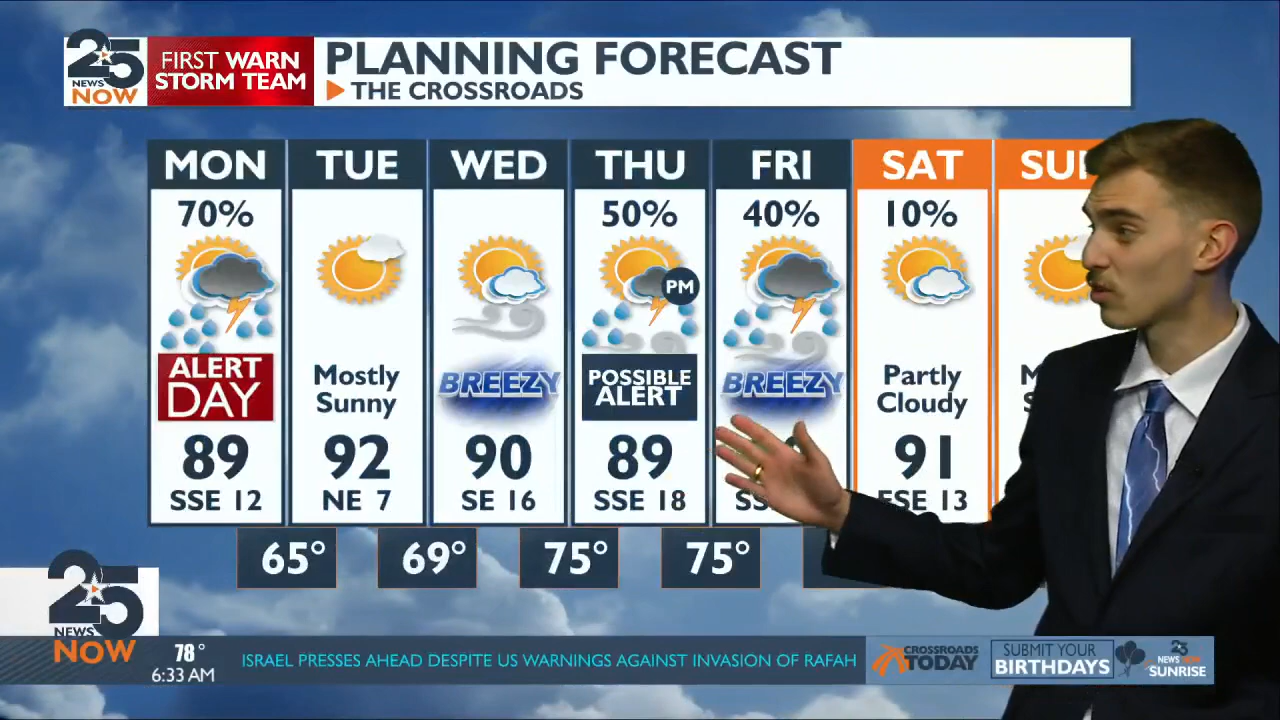 25
NEWS
NOW
FIRST WARN
STORM TEAM
PLANNING FORECAST
THE CROSSROADS
MON TUE WED THU FRI SAT
70% 50% 40% 10%
PM
ALERT
DAY
Mostly
Sunny
BREEZY
POSSIBLE
ALERT
BREEZY
Partly
Cloudy
89 92 90 89 91
SSE 12 NE 7 SE 16 SSE 18 ESE 13
65° 69° 75° 75°
25
NEWS
NOW
78°
6:33 AM
ISRAEL PRESSES AHEAD DESPITE US WARNINGS AGAINST INVASION OF RAFAH
CROSSROADS
TODAY
SUBMIT YOUR
BIRTHDAYS
25
NEWS NOW
SUNRISE